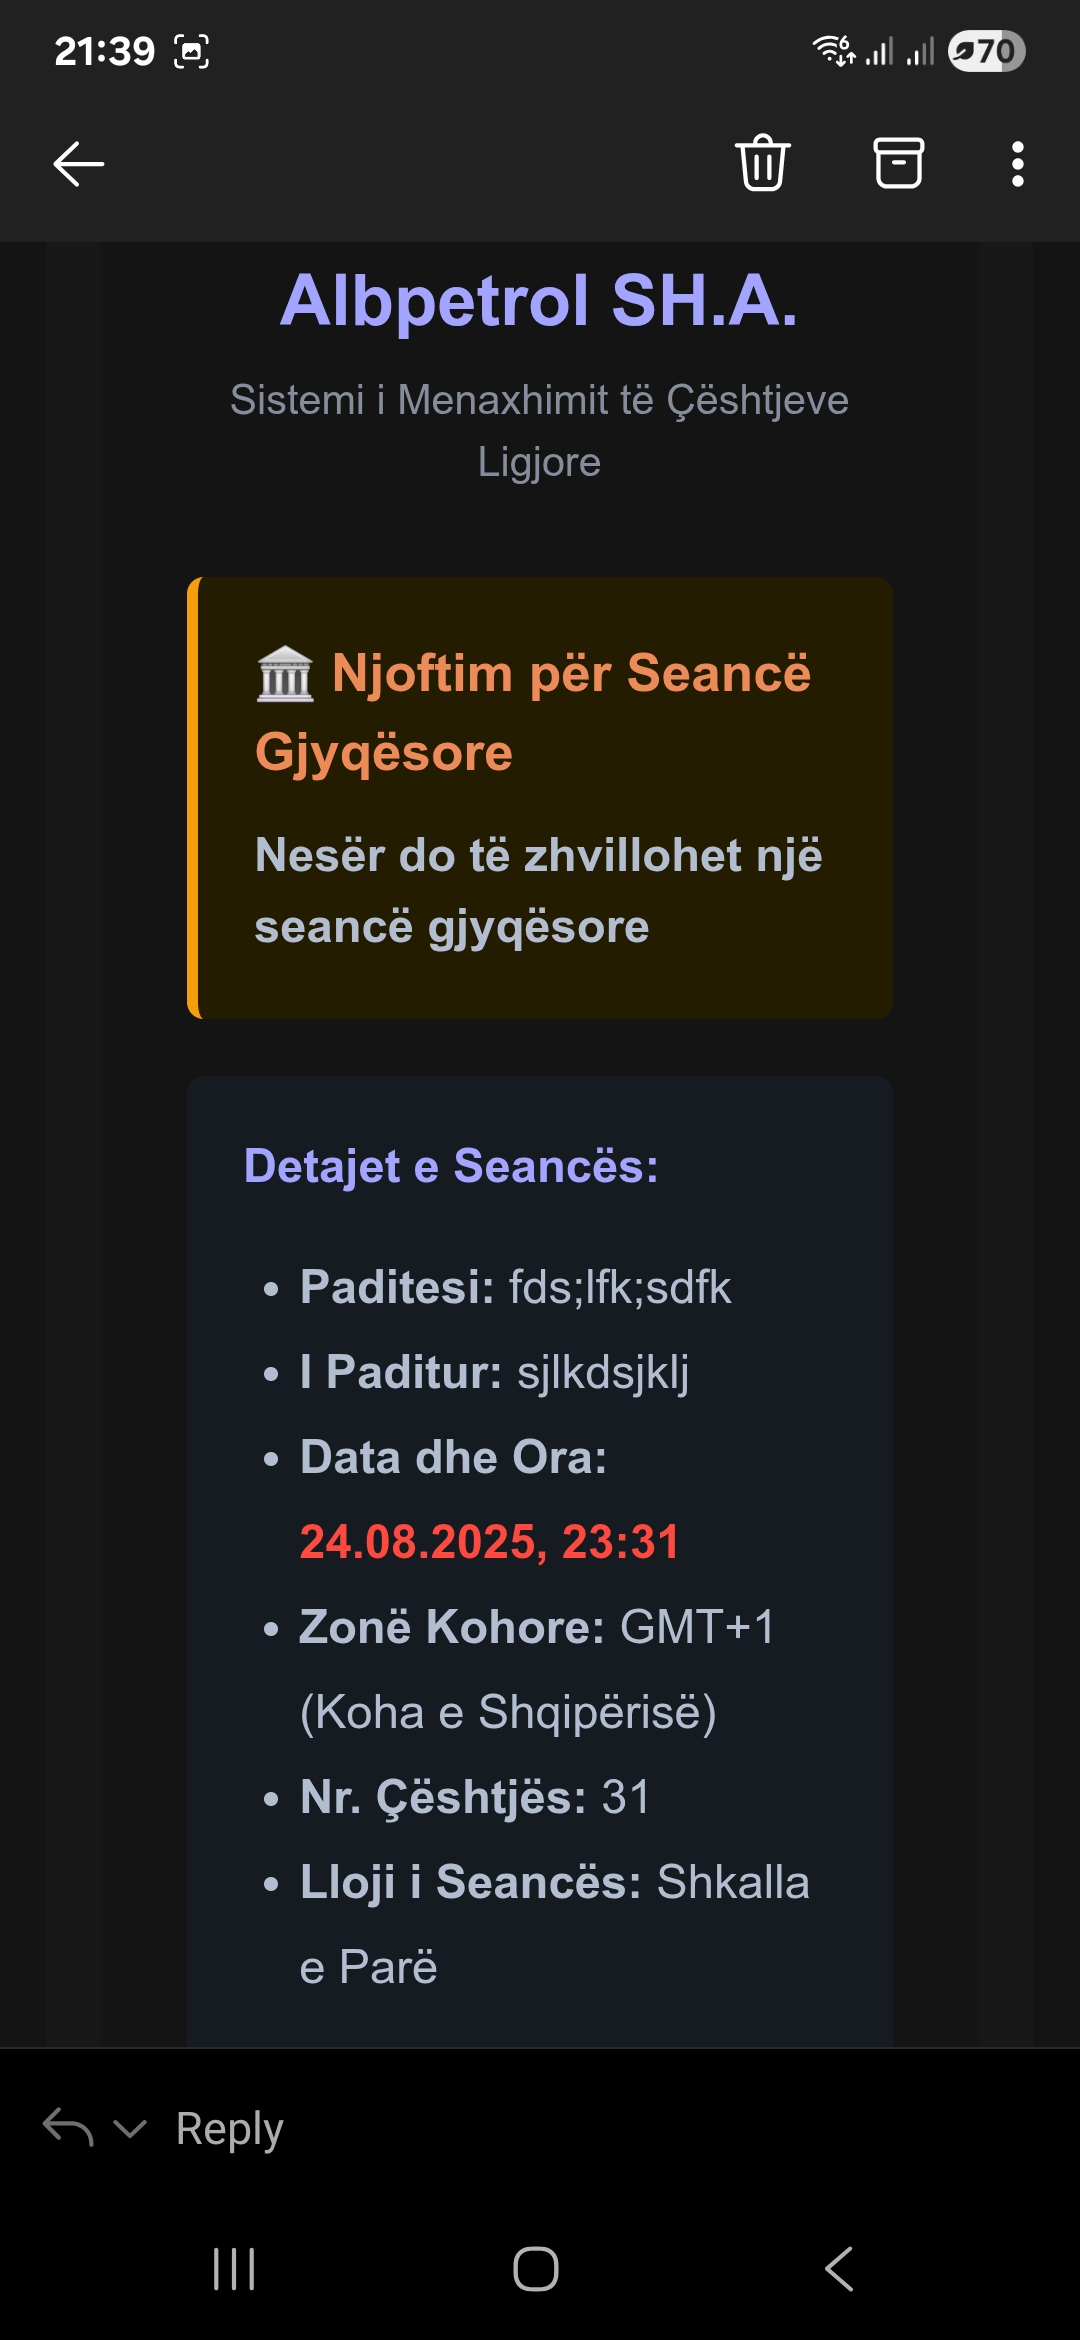 21:39
6
70
Albpetrol SH.A.
Sistemi i Menaxhimit të Çështjeve
Ligjore
🏛️ Njoftim për Seancë
Gjyqësore
Nesër do të zhvillohet një
seancë gjyqësore
Detajet e Seancës:
• Paditesi: fds;lfk;sdfk
• I Paditur: sjlkdsjklj
• Data dhe Ora:
24.08.2025, 23:31
• Zonë Kohore: GMT+1
(Koha e Shqipërisë)
• Nr. Çështjës: 31
• Lloji i Seancës: Shkalla
e Parë
Reply